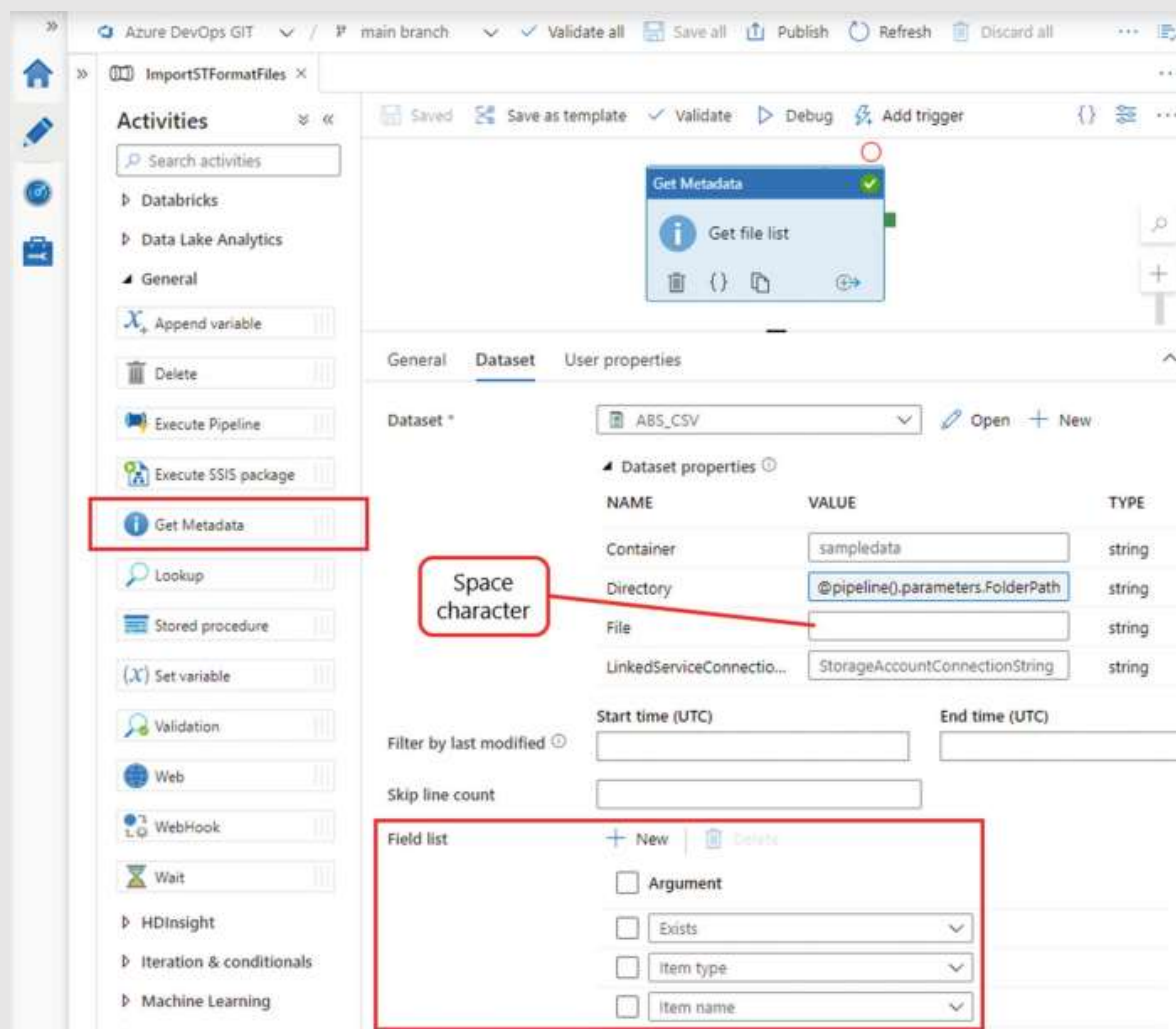 Azure DevOps GIT / main branch Validate all Save all Publish Refresh Discard all
ImportSTFormatFiles
Activities
Search activities
Databricks
Data Lake Analytics
General
Append variable
Delete
Execute Pipeline
Execute SSIS package
Get Metadata
Lookup
Stored procedure
Set variable
Validation
Web
WebHook
Wait
HDInsight
Iteration & conditionals
Machine Learning
Saved Save as template Validate Debug Add trigger
Get Metadata
Get file list
General Dataset User properties
Dataset * ABS_CSV Open New
Dataset properties
NAME VALUE TYPE
Container sampledata string
Directory @pipeline().parameters.FolderPath string
Space
character
File string
LinkedServiceConnectio... StorageAccountConnectionString string
Start time (UTC) End time (UTC)
Filter by last modified
Skip line count
Field list New Delete
Argument
Exists
Item type
Item name